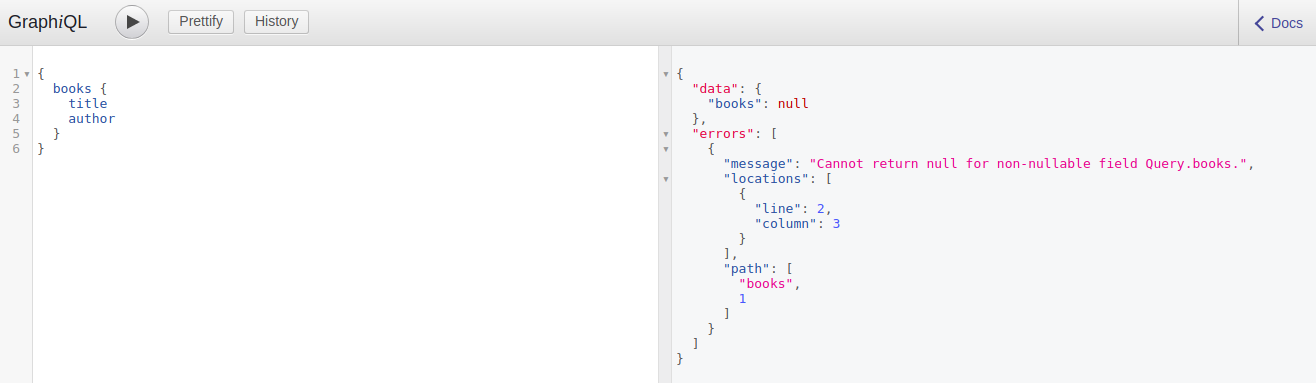 GraphiQL
Prettify
History
Docs
1 {
2 books {
3 title
4 author
5 }
6 }
{
"data": {
"books": null
},
"errors": [
{
"message": "Cannot return null for non-nullable field Query.books.",
"locations": [
{
"line": 2,
"column": 3
}
],
"path": [
"books",
1
]
}
]
}